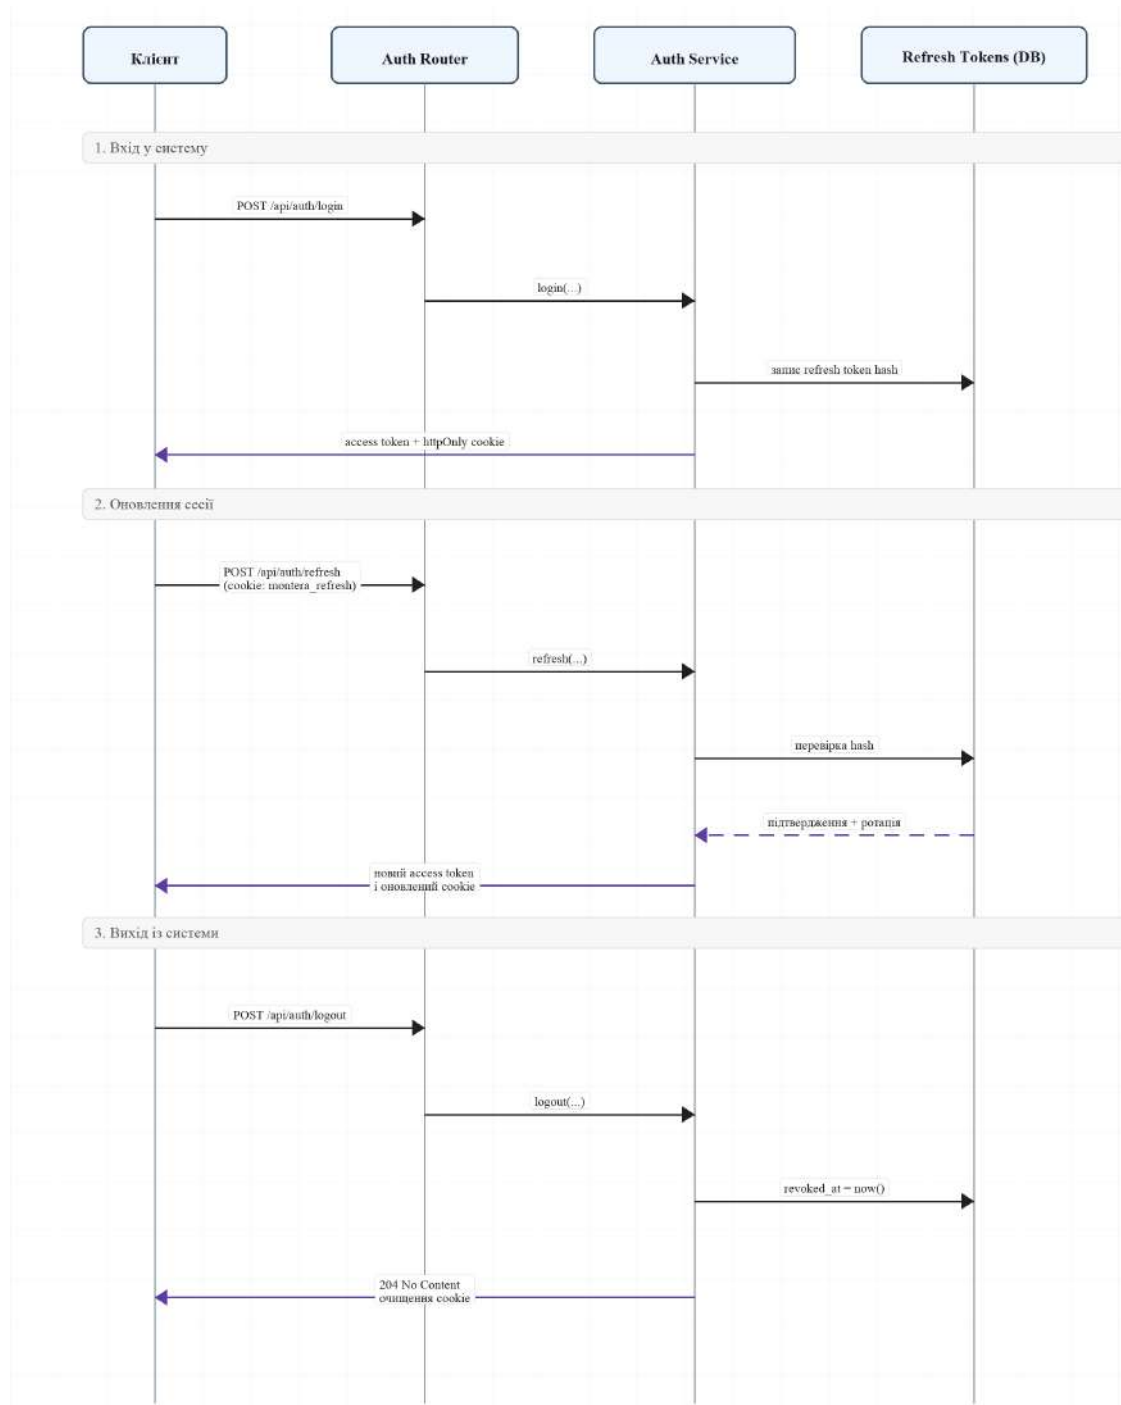 Клієнт
Auth Router
Auth Service
Refresh Tokens (DB)
1. Вхід у систему
POST /api/auth/login
login(...)
запис refresh token hash
access token + httpOnly cookie
2. Оновлення сесії
POST /api/auth/refresh
(cookie: montera_refresh)
refresh(...)
перевірка hash
підтвердження + ротація
новий access token
і оновлений cookie
3. Вихід із системи
POST /api/auth/logout
logout(...)
revoked_at = now()
204 No Content
очищення cookie